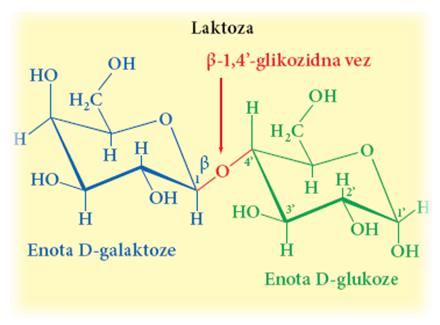 Laktoza
β-1,4’-glikozidna vez
HO
OH
H₂C
O
H
H
H
HO
OH
H
H
1
β
O
H
4’
OH
H₂C
O
H
H
2’
HO
3’
H
OH
1’
H
OH
Enota D-galaktoze
Enota D-glukoze